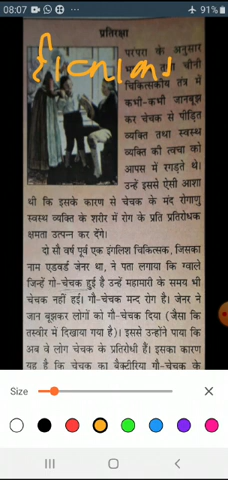 08:07
91%
प्रतिरक्षा
परंपरा के अनुसार
चीनी
चिकित्सकीय तंत्र में
कभी-कभी जानबूझ
कर चेचक से पीड़ित
व्यक्ति तथा स्वस्थ
व्यक्ति की त्वचा को
आपस में रगड़ते थे।
उन्हें इससे ऐसी आशा
थी कि इसके कारण से चेचक के मंद रोगाणु
स्वस्थ व्यक्ति के शरीर में रोग के प्रति प्रतिरोधक
क्षमता उत्पन्न कर देंगे।
दो सौ वर्ष पूर्व एक इंगलिश चिकित्सक, जिसका
नाम एडवर्ड जेनर था, ने पता लगाया कि ग्वाले
जिन्हें गो-चेचक हुई है उन्हें महामारी के समय भी
चेचक नहीं हुई। गौ-चेचक मन्द रोग है। जेनर ने
जान बूझकर लोगों को गौ-चेचक दिया (जैसा कि
तस्वीर में दिखाया गया है)। इससे उन्होंने पाया कि
अब वे लोग चेचक के प्रतिरोधी हैं। इसका कारण
यह है कि चेचक का बैक्टीरिया गौ-चेचक के
Size